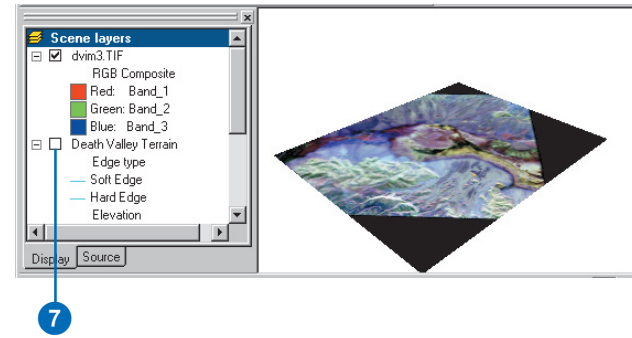 Scene layers
dvim3.TIF
RGB Composite
Red: Band_1
Green: Band_2
Blue: Band_3
Death Valley Terrain
Edge type
Soft Edge
Hard Edge
Elevation
Display
Source
7